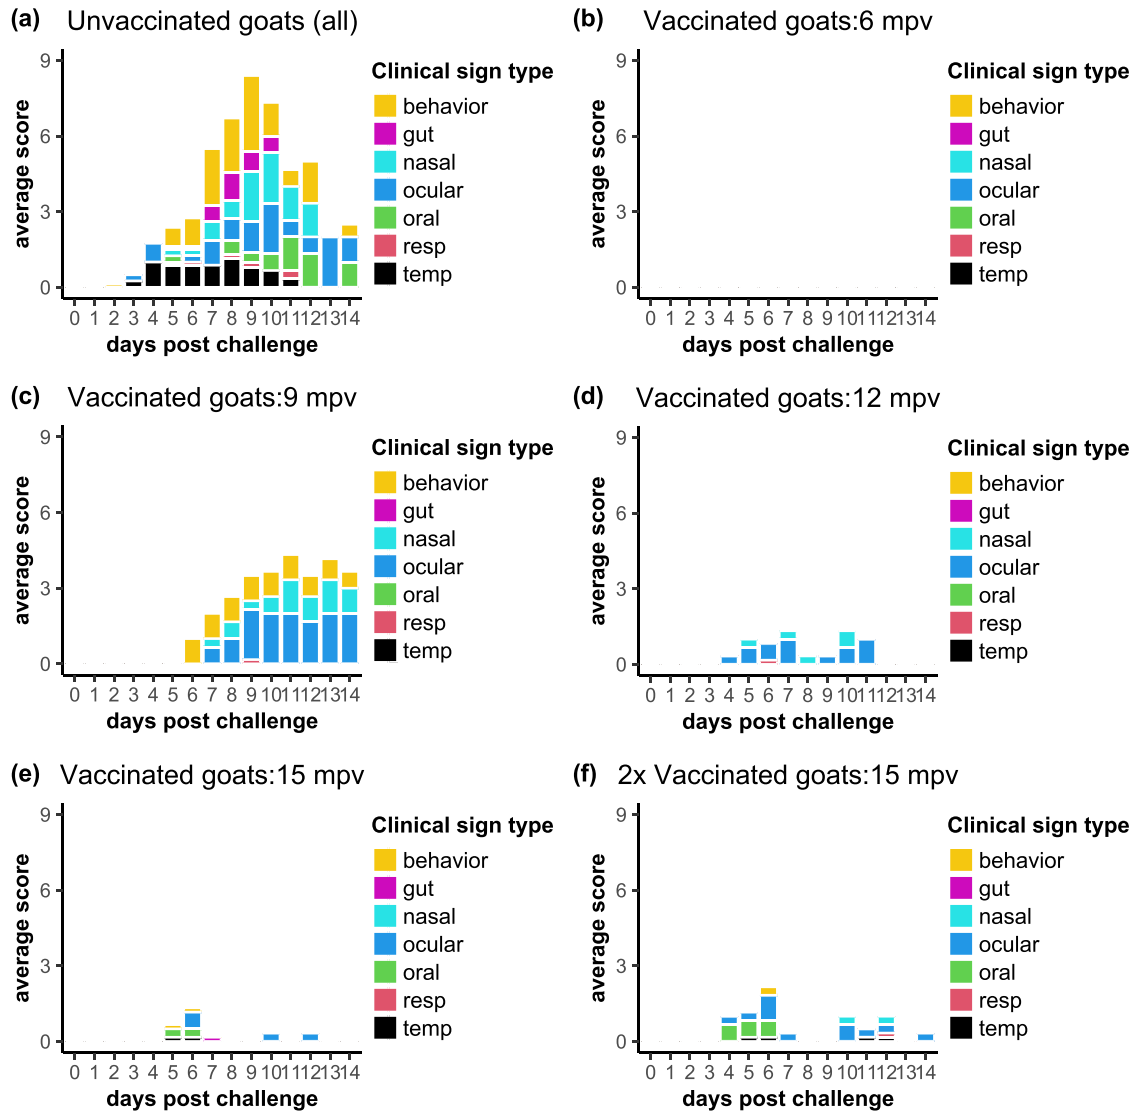 (a) Unvaccinated goats (all)
9
6
3
0
average score
0 1 2 3 4 5 6 7 8 9 10 11 12 13 14
days post challenge
Clinical sign type
behavior
gut
nasal
ocular
oral
resp
temp
(b) Vaccinated goats:6 mpv
9
6
3
0
average score
0 1 2 3 4 5 6 7 8 9 10 11 12 13 14
days post challenge
Clinical sign type
behavior
gut
nasal
ocular
oral
resp
temp
(c) Vaccinated goats:9 mpv
9
6
3
0
average score
0 1 2 3 4 5 6 7 8 9 10 11 12 13 14
days post challenge
Clinical sign type
behavior
gut
nasal
ocular
oral
resp
temp
(d) Vaccinated goats:12 mpv
9
6
3
0
average score
0 1 2 3 4 5 6 7 8 9 10 11 12 13 14
days post challenge
Clinical sign type
behavior
gut
nasal
ocular
oral
resp
temp
(e) Vaccinated goats:15 mpv
9
6
3
0
average score
0 1 2 3 4 5 6 7 8 9 10 11 12 13 14
days post challenge
Clinical sign type
behavior
gut
nasal
ocular
oral
resp
temp
(f) 2x Vaccinated goats:15 mpv
9
6
3
0
average score
0 1 2 3 4 5 6 7 8 9 10 11 12 13 14
days post challenge
Clinical sign type
behavior
gut
nasal
ocular
oral
resp
temp